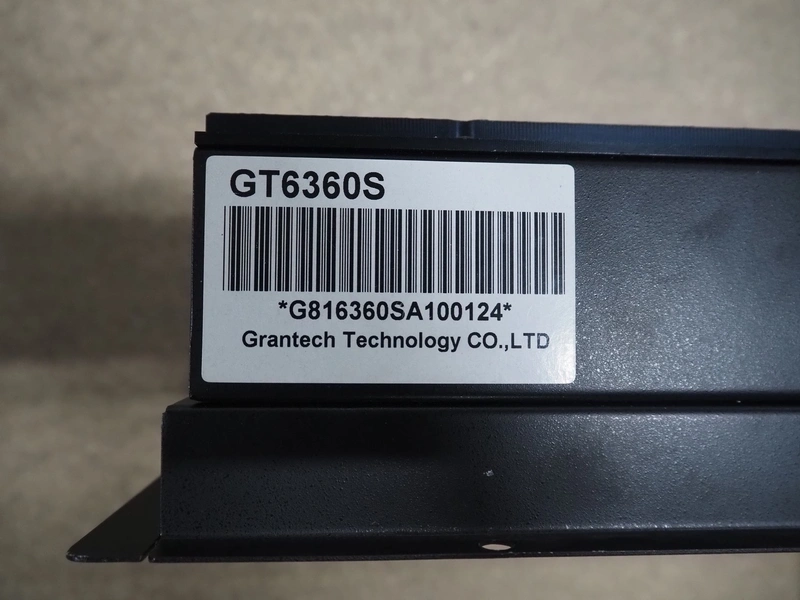 GT6360S
*G816360SA100124*
Grantech Technology CO.,LTD